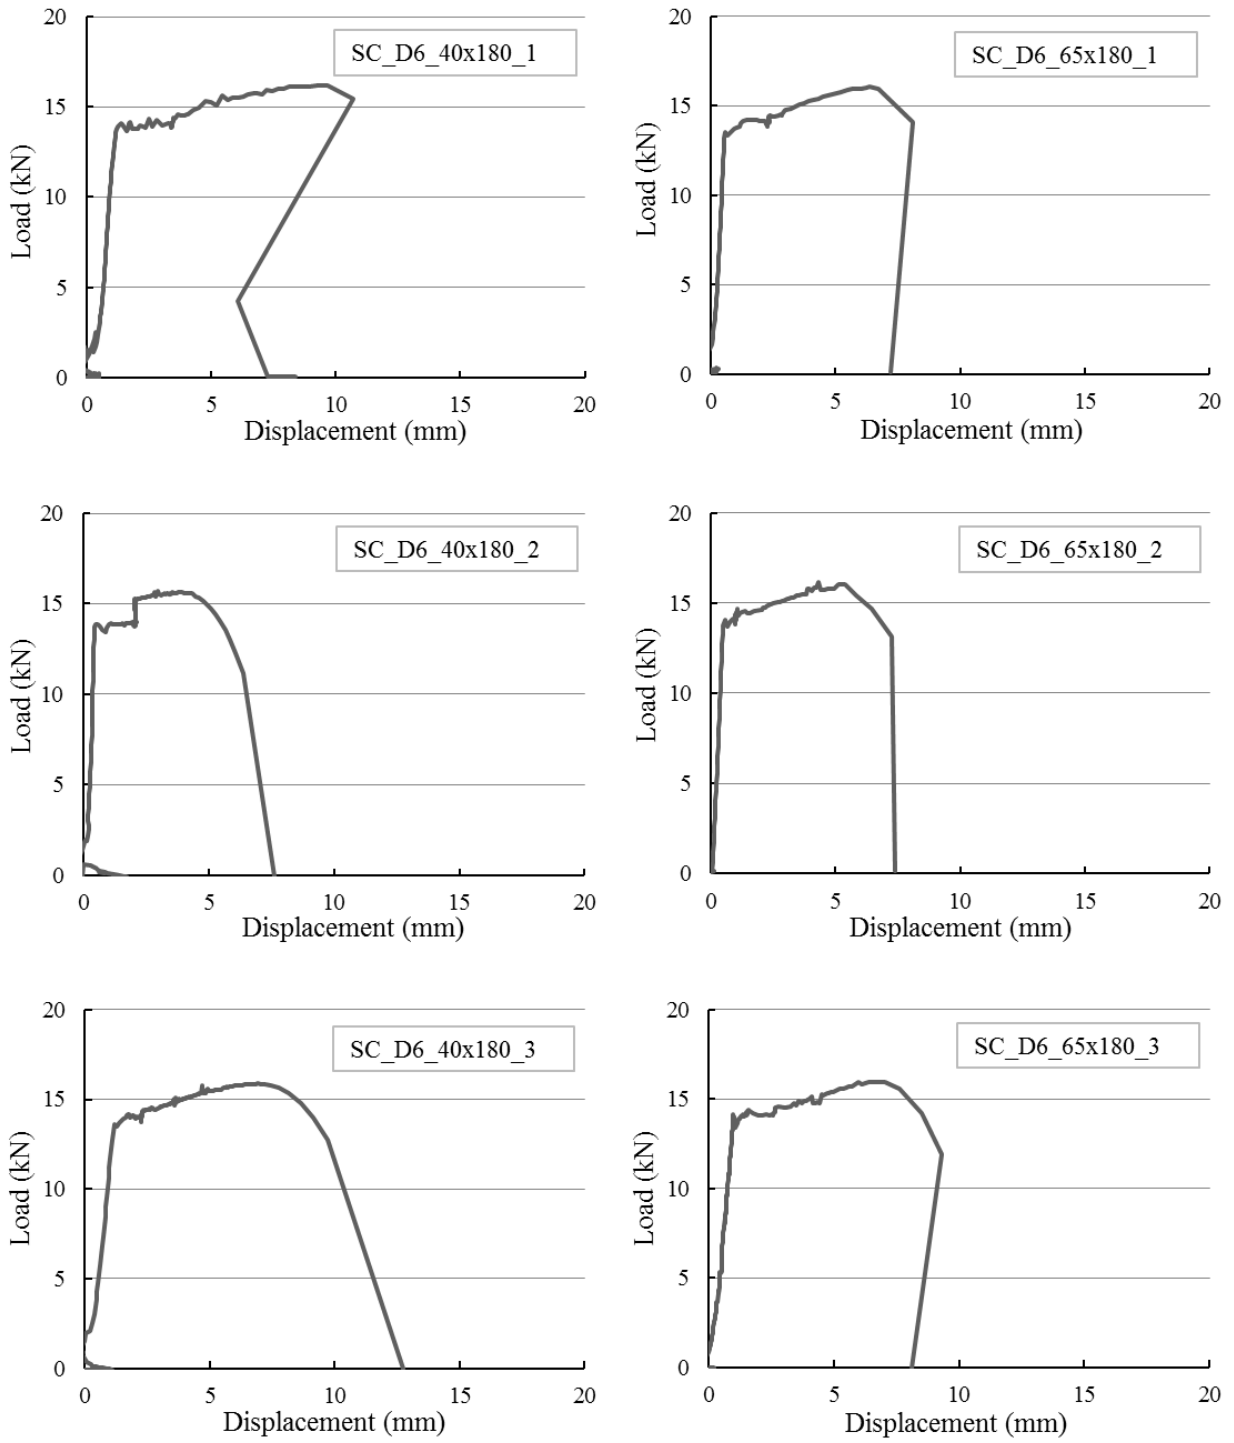 SC_D6_40x180_1
20
15
10
5
0
Load (kN)
0 5 10 15 20
Displacement (mm)
SC_D6_65x180_1
20
15
10
5
0
Load (kN)
0 5 10 15 20
Displacement (mm)
SC_D6_40x180_2
20
15
10
5
0
Load (kN)
0 5 10 15 20
Displacement (mm)
SC_D6_65x180_2
20
15
10
5
0
Load (kN)
0 5 10 15 20
Displacement (mm)
SC_D6_40x180_3
20
15
10
5
0
Load (kN)
0 5 10 15 20
Displacement (mm)
SC_D6_65x180_3
20
15
10
5
0
Load (kN)
0 5 10 15 20
Displacement (mm)